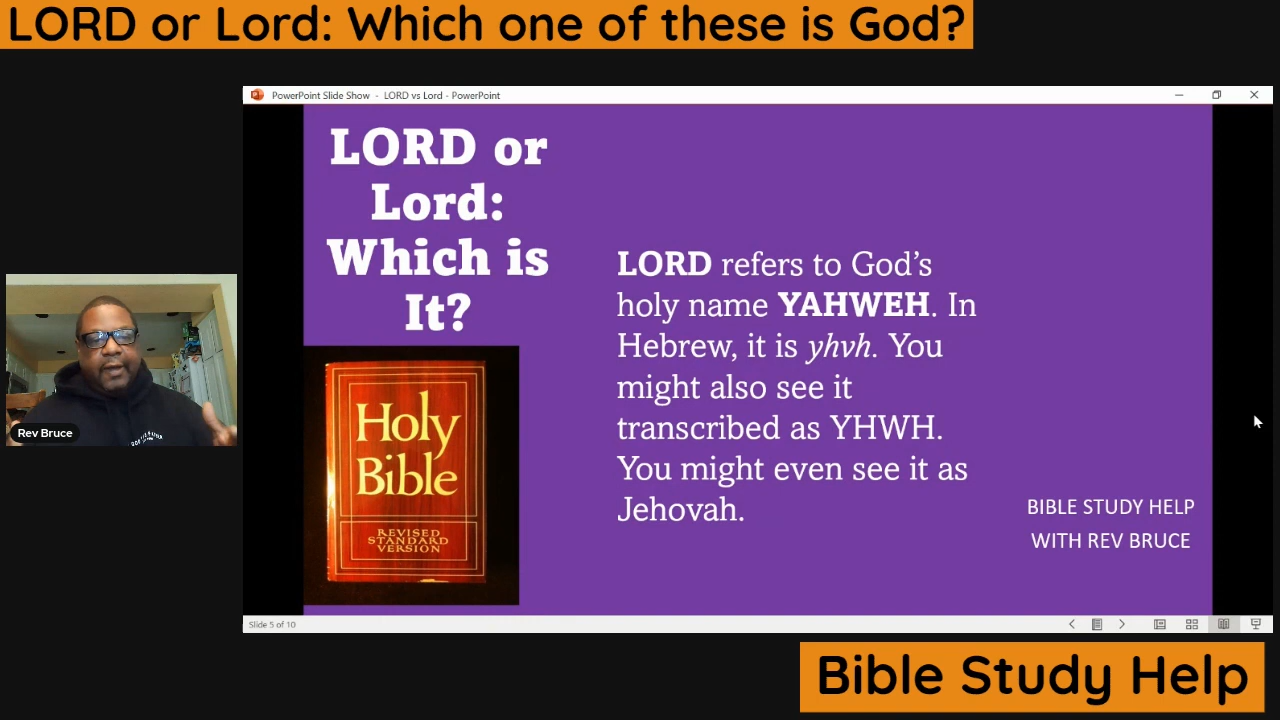 LORD or Lord: Which one of these is God?
PowerPoint Slide Show - LORD vs Lord - PowerPoint
LORD or
Lord:
Which is
It?
Holy
Bible
REVISED
STANDARD
VERSION
LORD refers to God’s
holy name YAHWEH. In
Hebrew, it is yhvh. You
might also see it
transcribed as YHWH.
You might even see it as
Jehovah.
BIBLE STUDY HELP
WITH REV BRUCE
Rev Bruce
Slide 5 of 10
Bible Study Help